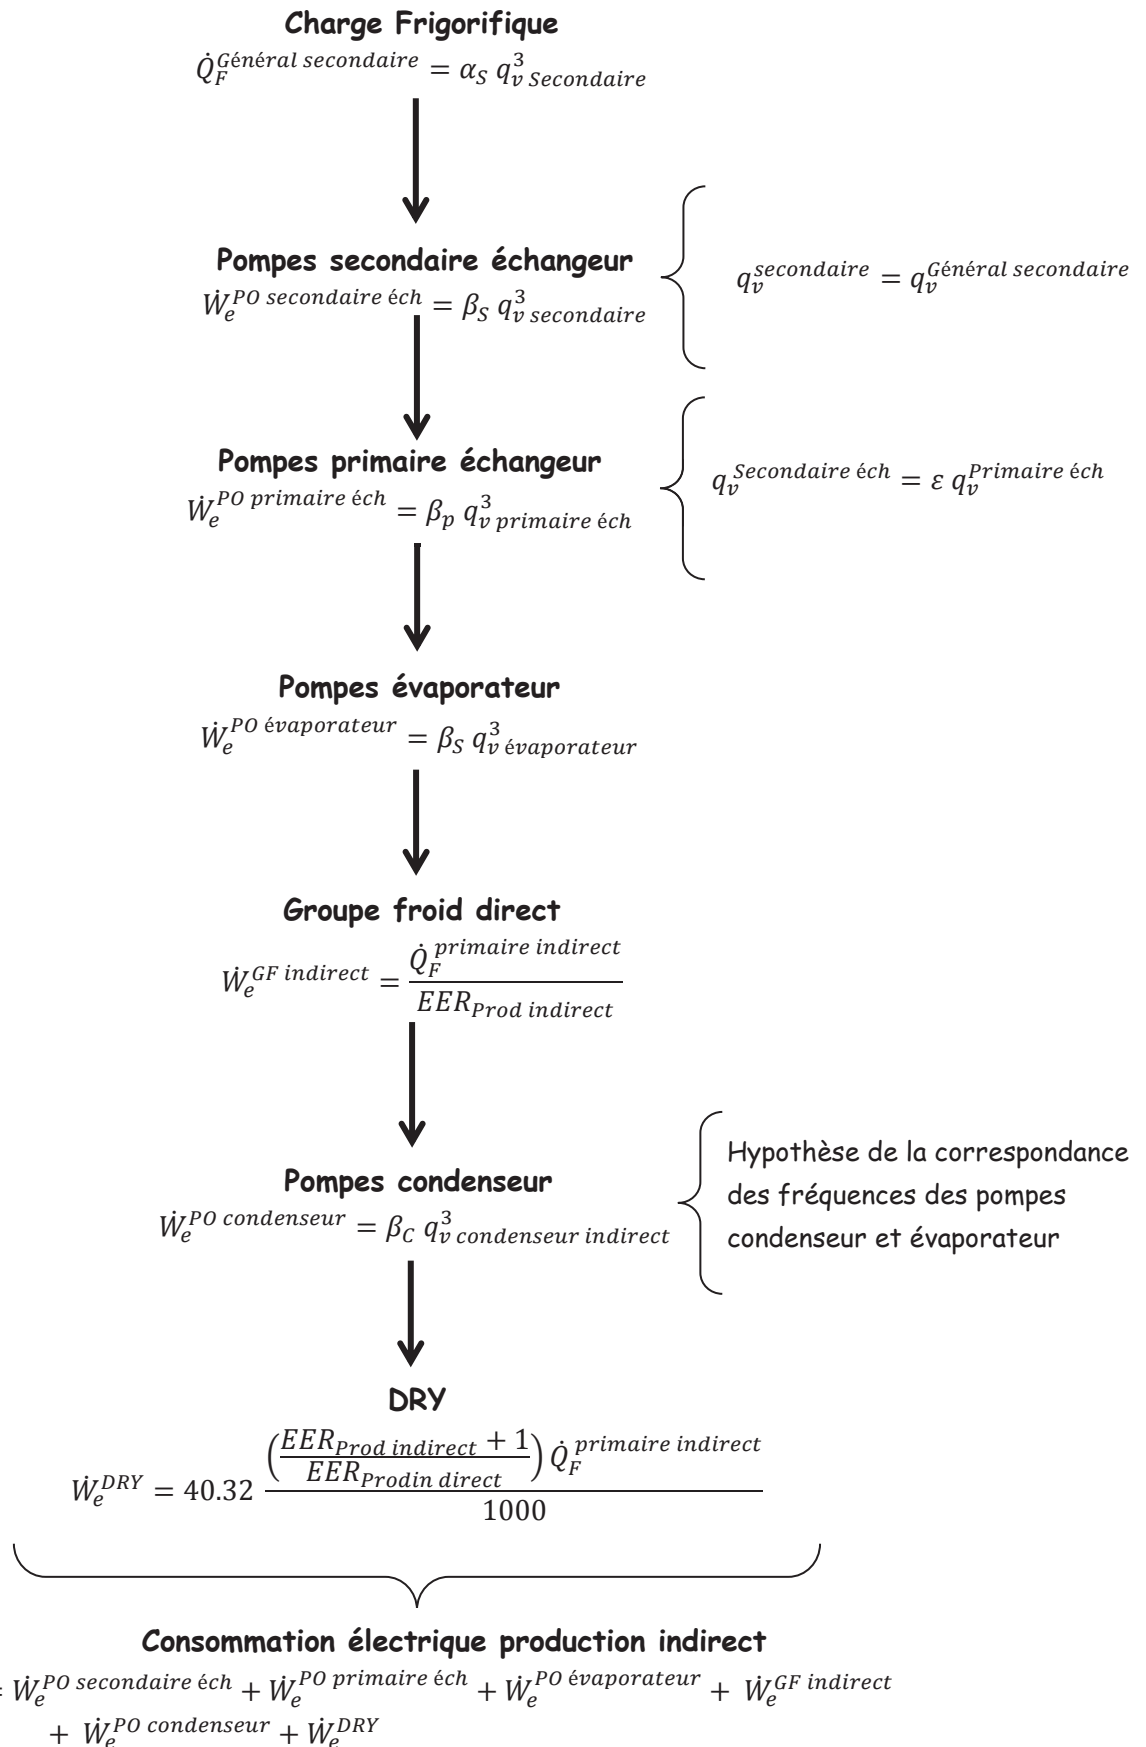 Charge Frigorifique
Q̇_F^{Général secondaire} = α_S q_v^3 _{Secondaire}
Pompes secondaire échangeur
Ẇ_e^{PO secondaire éch} = β_S q_v^3 _{secondaire}
q_v^{secondaire} = q_v^{Général secondaire}
Pompes primaire échangeur
Ẇ_e^{PO primaire éch} = β_p q_v^3 _{primaire éch}
q_v^{Secondaire éch} = ε q_v^{Primaire éch}
Pompes évaporateur
Ẇ_e^{PO évaporateur} = β_S q_v^3 _{évaporateur}
Groupe froid direct
Ẇ_e^{GF indirect} = Q̇_F^{primaire indirect} / EER_{Prod indirect}
Pompes condenseur
Ẇ_e^{PO condenseur} = β_C q_v^3 _{condenseur indirect}
Hypothèse de la correspondance
des fréquences des pompes
condenseur et évaporateur
DRY
Ẇ_e^{DRY} = 40.32 ((EER_{Prod indirect} + 1) / EER_{Prodin direct}) Q̇_F^{primaire indirect} / 1000
Consommation électrique production indirect
= Ẇ_e^{PO secondaire éch} + Ẇ_e^{PO primaire éch} + Ẇ_e^{PO évaporateur} + Ẇ_e^{GF indirect}
+ Ẇ_e^{PO condenseur} + Ẇ_e^{DRY}